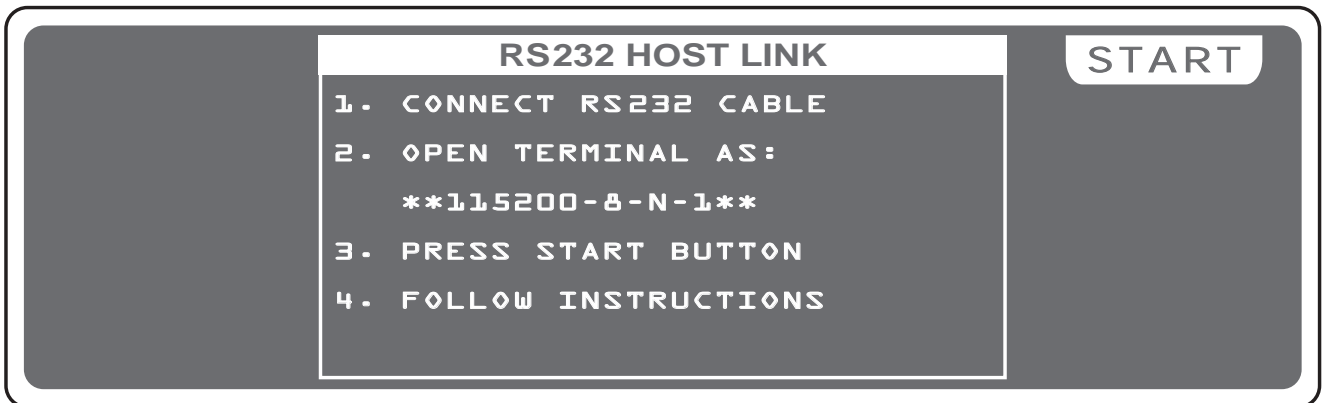 RS232 HOST LINK
START
1. CONNECT RS232 CABLE
2. OPEN TERMINAL AS:
**115200-8-N-1**
3. PRESS START BUTTON
4. FOLLOW INSTRUCTIONS